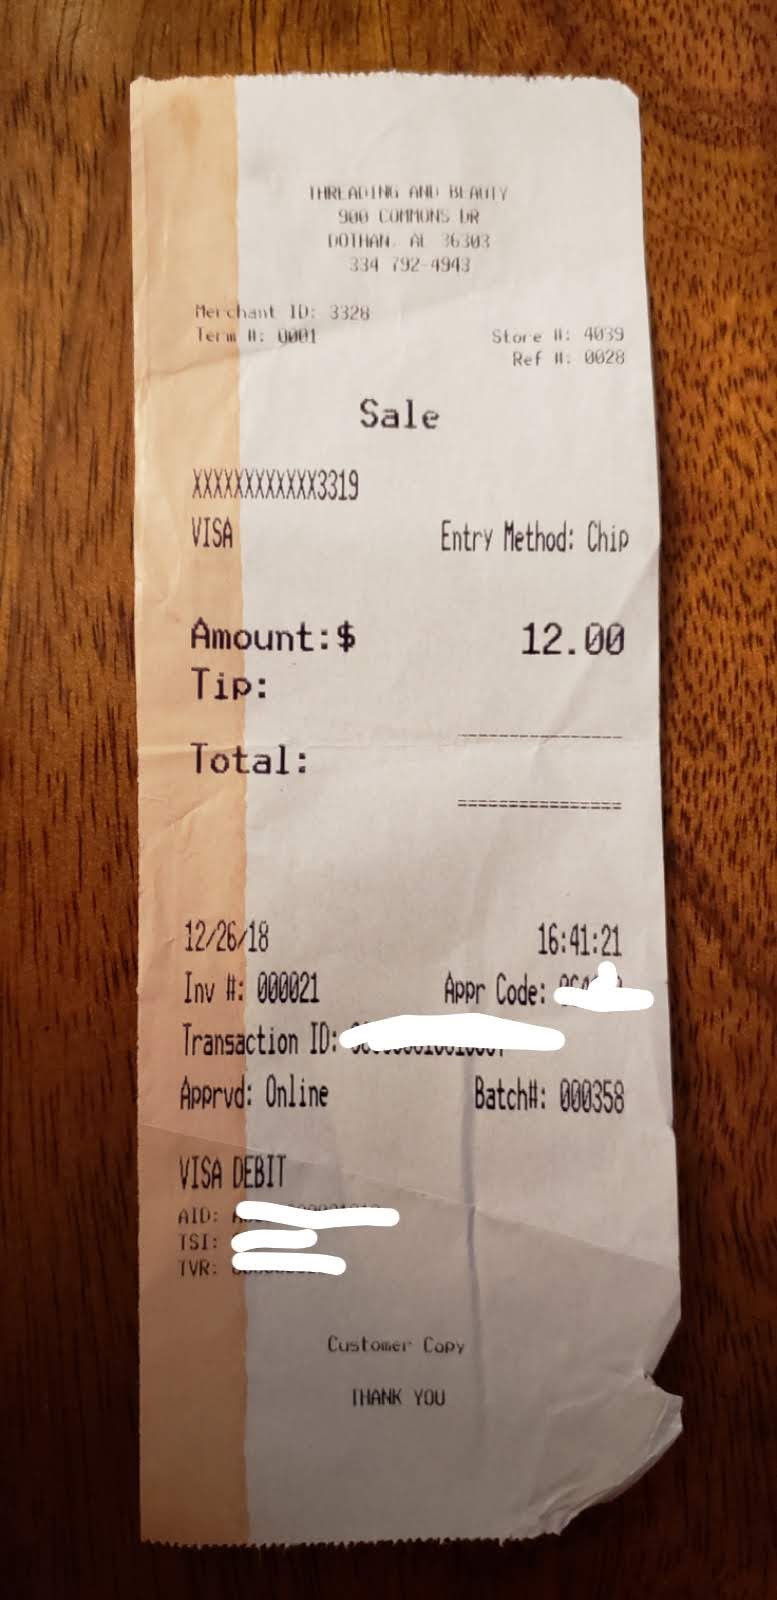 THREADING AND BEAUTY
900 COMMONS DR
DOTHAN, AL 36303
334 792-4943
Merchant ID: 3328
Term #: 0001 Store #: 4039
Ref #: 0028
Sale
XXXXXXXXXXXX3319
VISA Entry Method: Chip
Amount:$ 12.00
Tip:
Total:
12/26/18 16:41:21
Inv #: 000021 Appr Code:
Transaction ID:
Apprvd: Online Batch#: 000358
VISA DEBIT
AID:
TSI:
TVR:
Customer Copy
THANK YOU